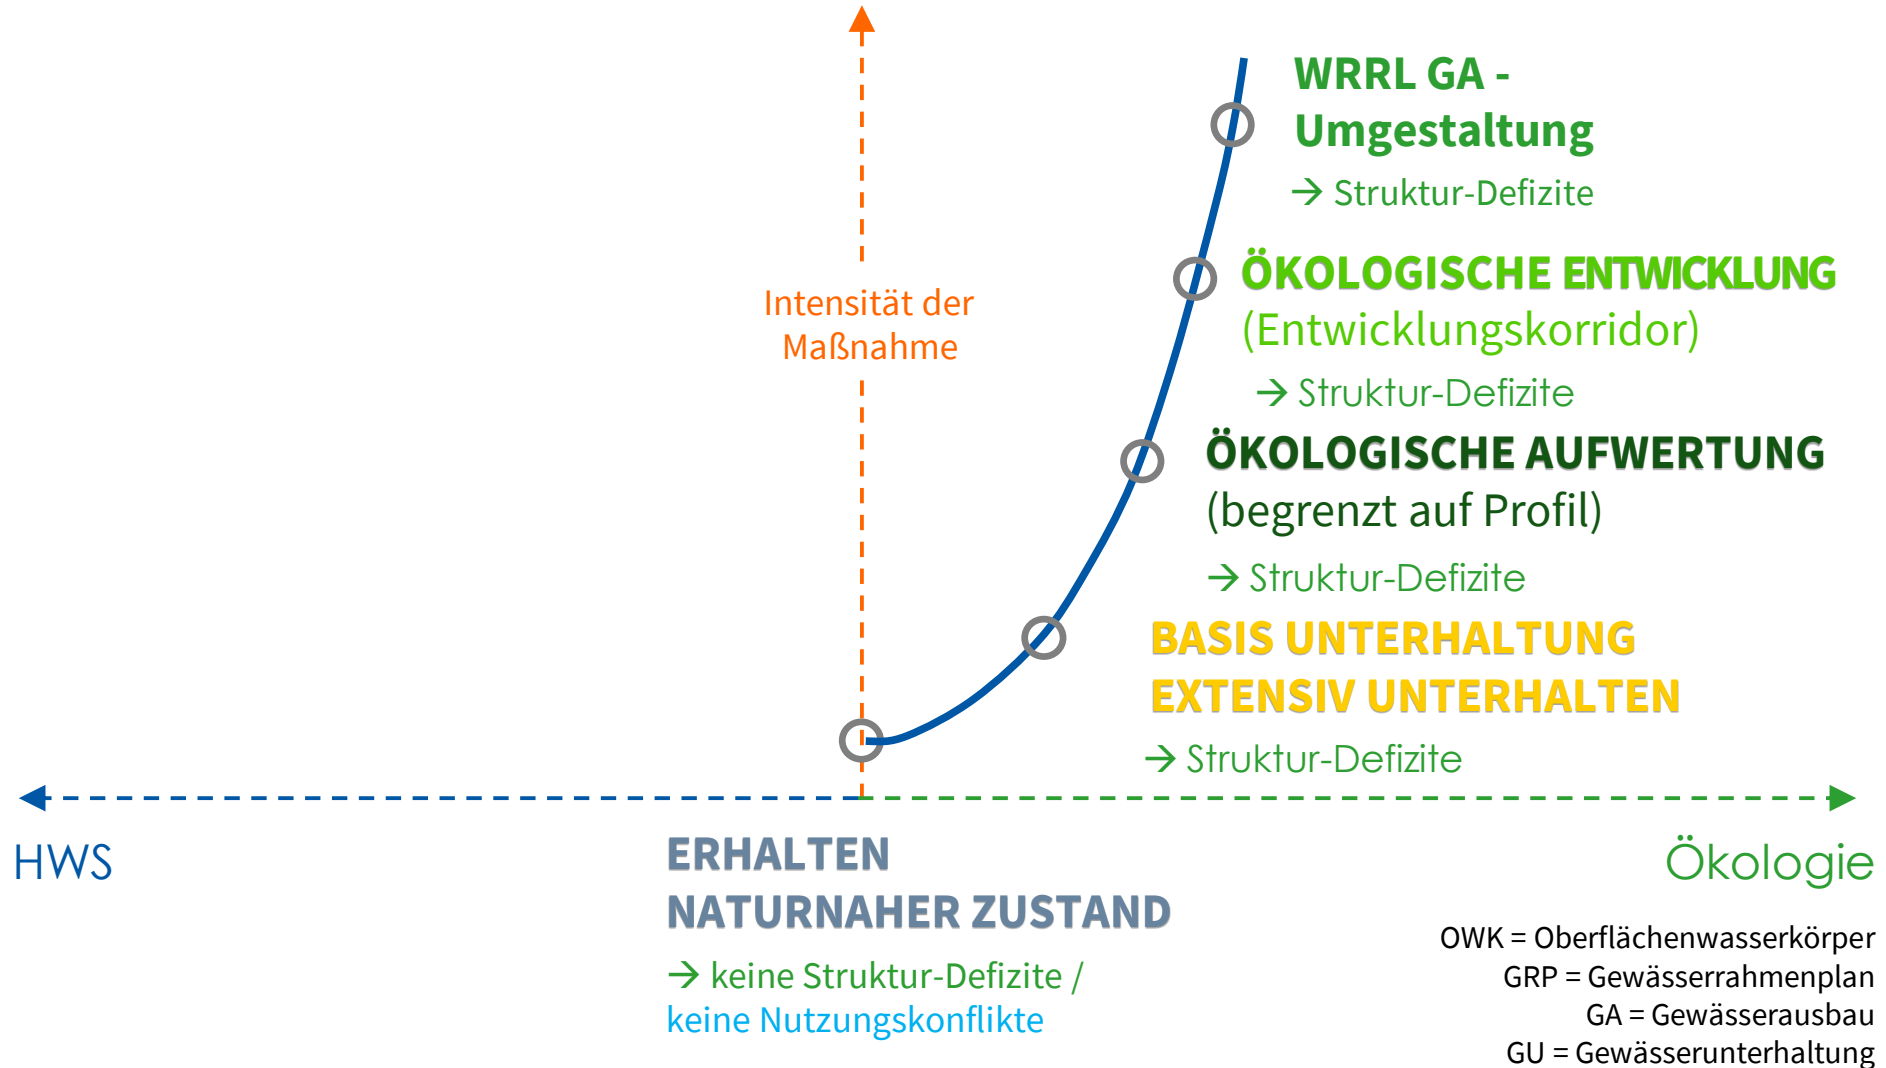 WRRL GA -
Umgestaltung
→ Struktur-Defizite
Intensität der
Maßnahme
ÖKOLOGISCHE ENTWICKLUNG
(Entwicklungskorridor)
→ Struktur-Defizite
ÖKOLOGISCHE AUFWERTUNG
(begrenzt auf Profil)
→ Struktur-Defizite
BASIS UNTERHALTUNG
EXTENSIV UNTERHALTEN
→ Struktur-Defizite
HWS
Ökologie
ERHALTEN
NATURNAHER ZUSTAND
→ keine Struktur-Defizite /
keine Nutzungskonflikte
OWK = Oberflächenwasserkörper
GRP = Gewässerrahmenplan
GA = Gewässerausbau
GU = Gewässerunterhaltung